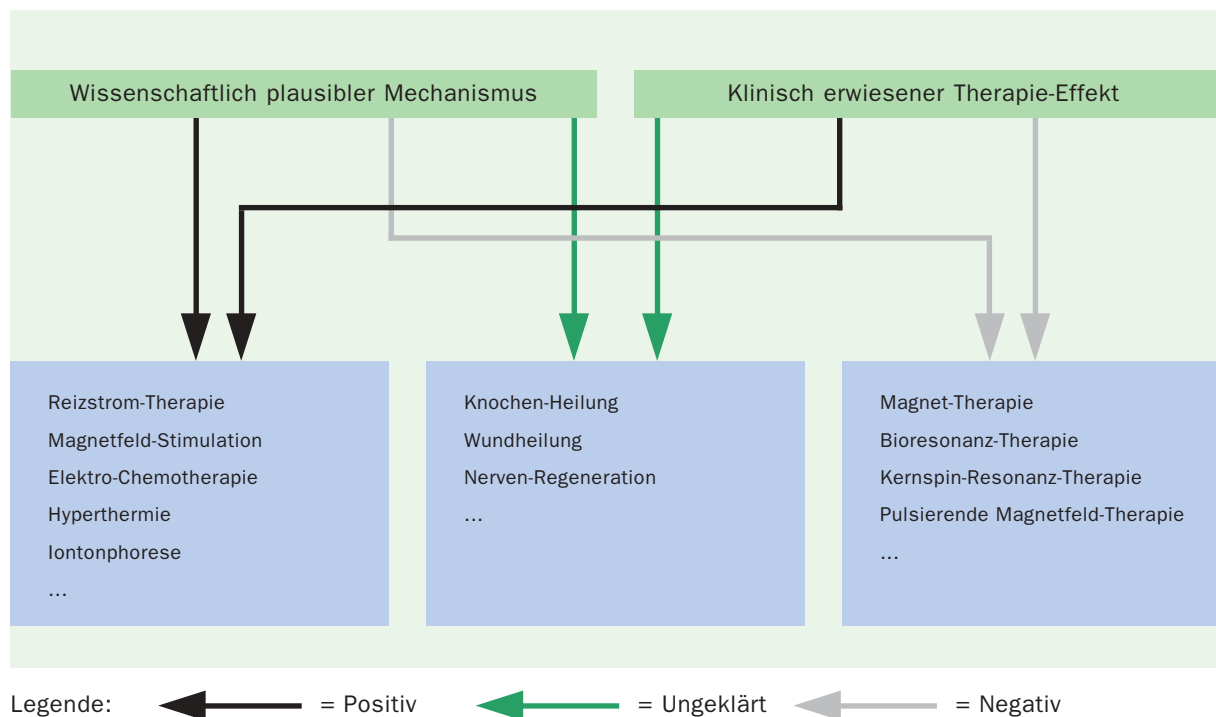 Wissenschaftlich plausibler Mechanismus
Klinisch erwiesener Therapie-Effekt
Reizstrom-Therapie
Magnetfeld-Stimulation
Elektro-Chemotherapie
Hyperthermie
Iontonphorese
...
Knochen-Heilung
Wundheilung
Nerven-Regeneration
...
Magnet-Therapie
Bioresonanz-Therapie
Kernspin-Resonanz-Therapie
Pulsierende Magnetfeld-Therapie
...
Legende: = Positiv = Ungeklärt = Negativ